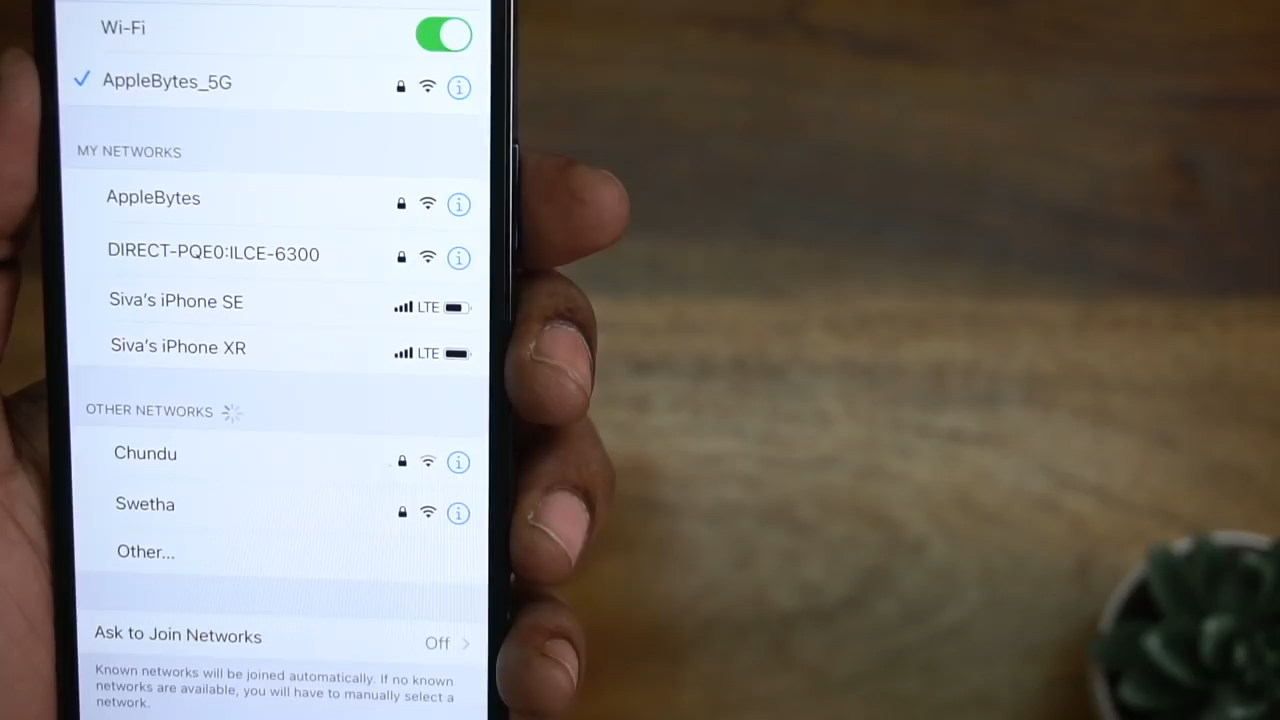 Wi-Fi
AppleBytes_5G
MY NETWORKS
AppleBytes
DIRECT-PQE0:ILCE-6300
Siva's iPhone SE LTE
Siva's iPhone XR LTE
OTHER NETWORKS
Chundu
Swetha
Other...
Ask to Join Networks Off
Known networks will be joined automatically. If no known
networks are available, you will have to manually select a
network.